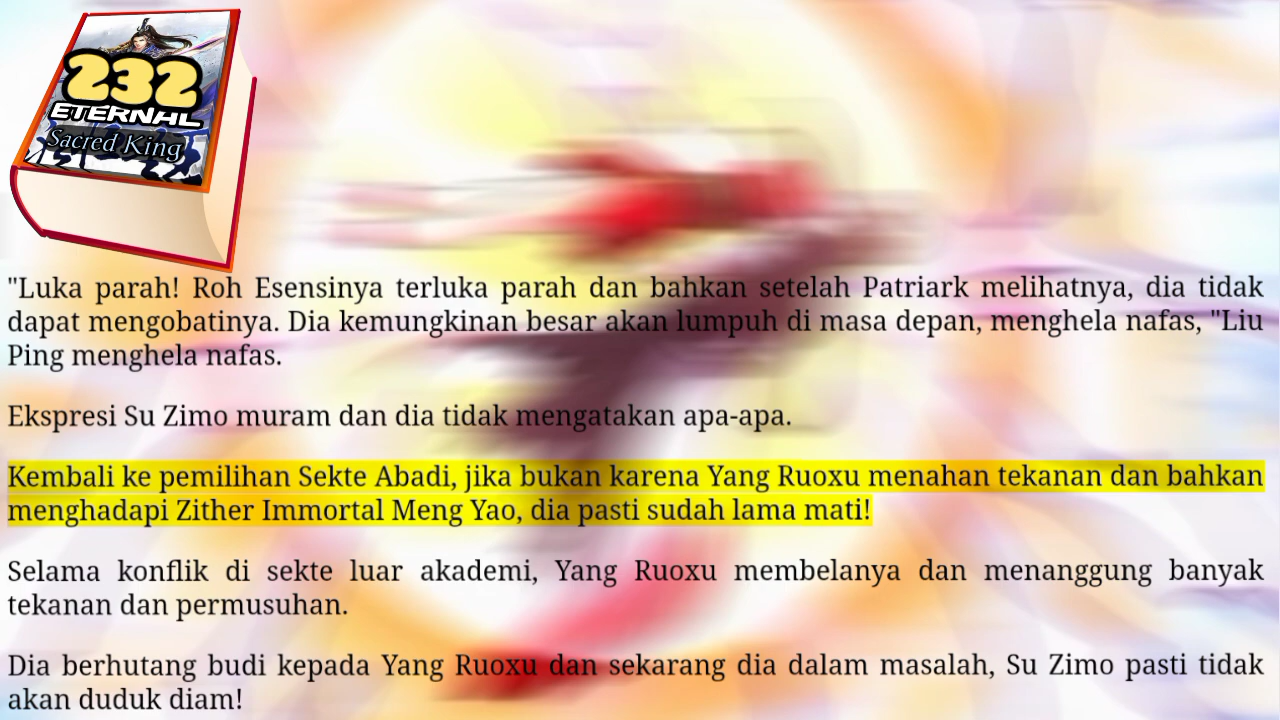 232
ETERNAL
Sacred King
"Luka parah! Roh Esensinya terluka parah dan bahkan setelah Patriark melihatnya, dia tidak
dapat mengobatinya. Dia kemungkinan besar akan lumpuh di masa depan, menghela nafas, "Liu
Ping menghela nafas.
Ekspresi Su Zimo muram dan dia tidak mengatakan apa-apa.
Kembali ke pemilihan Sekte Abadi, jika bukan karena Yang Ruoxu menahan tekanan dan bahkan
menghadapi Zither Immortal Meng Yao, dia pasti sudah lama mati!
Selama konflik di sekte luar akademi, Yang Ruoxu membelanya dan menanggung banyak
tekanan dan permusuhan.
Dia berhutang budi kepada Yang Ruoxu dan sekarang dia dalam masalah, Su Zimo pasti tidak
akan duduk diam!